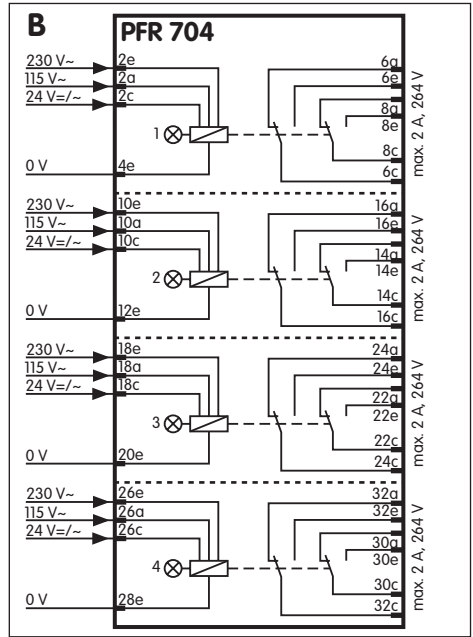 B
PFR 704
230 V~ 2e 6a
115 V~ 2a 6e
24 V=/~ 2c 8a
8e
1
8c
0 V 4e 6c
max. 2 A, 264 V
230 V~ 10e 16a
115 V~ 10a 16e
24 V=/~ 10c 14a
14e
2
14c
0 V 12e 16c
max. 2 A, 264 V
230 V~ 18e 24a
115 V~ 18a 24e
24 V=/~ 18c 22a
22e
3
22c
0 V 20e 24c
max. 2 A, 264 V
230 V~ 26e 32a
115 V~ 26a 32e
24 V=/~ 26c 30a
30e
4
30c
0 V 28e 32c
max. 2 A, 264 V